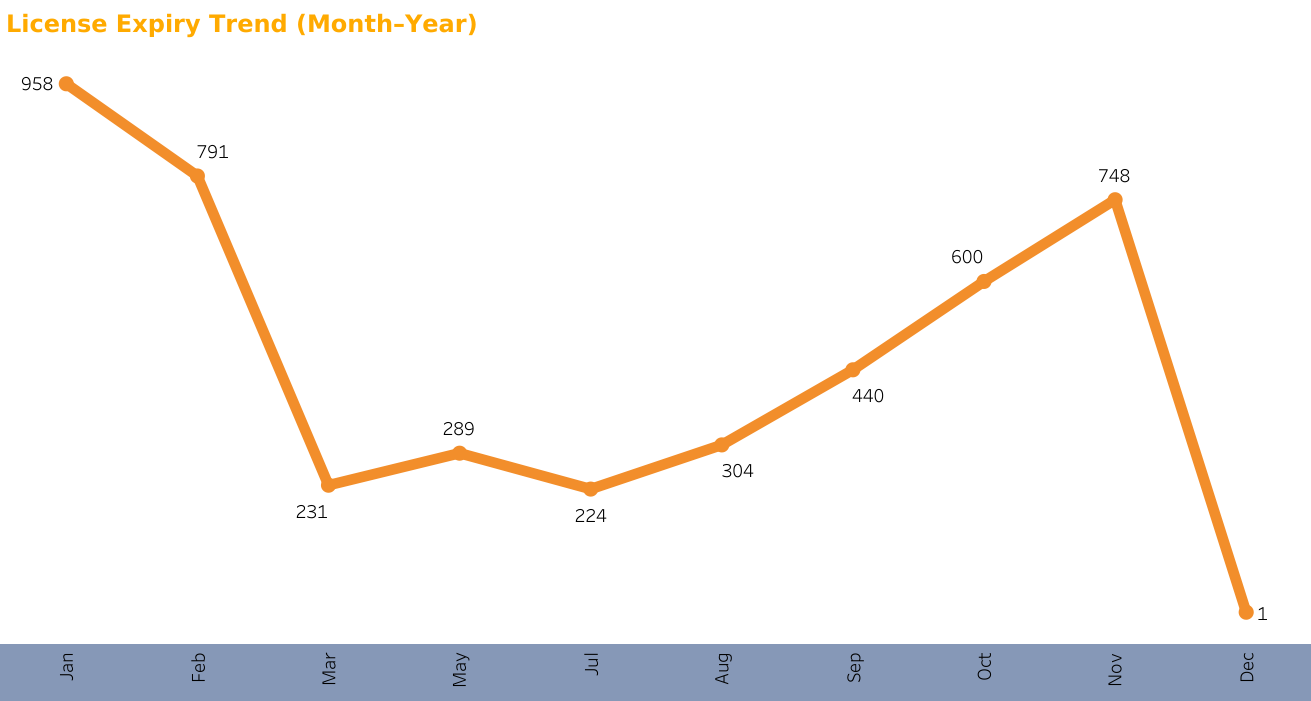 License Expiry Trend (Month–Year)
958
791
231
289
224
304
440
600
748
1
Jan
Feb
Mar
May
Jul
Aug
Sep
Oct
Nov
Dec